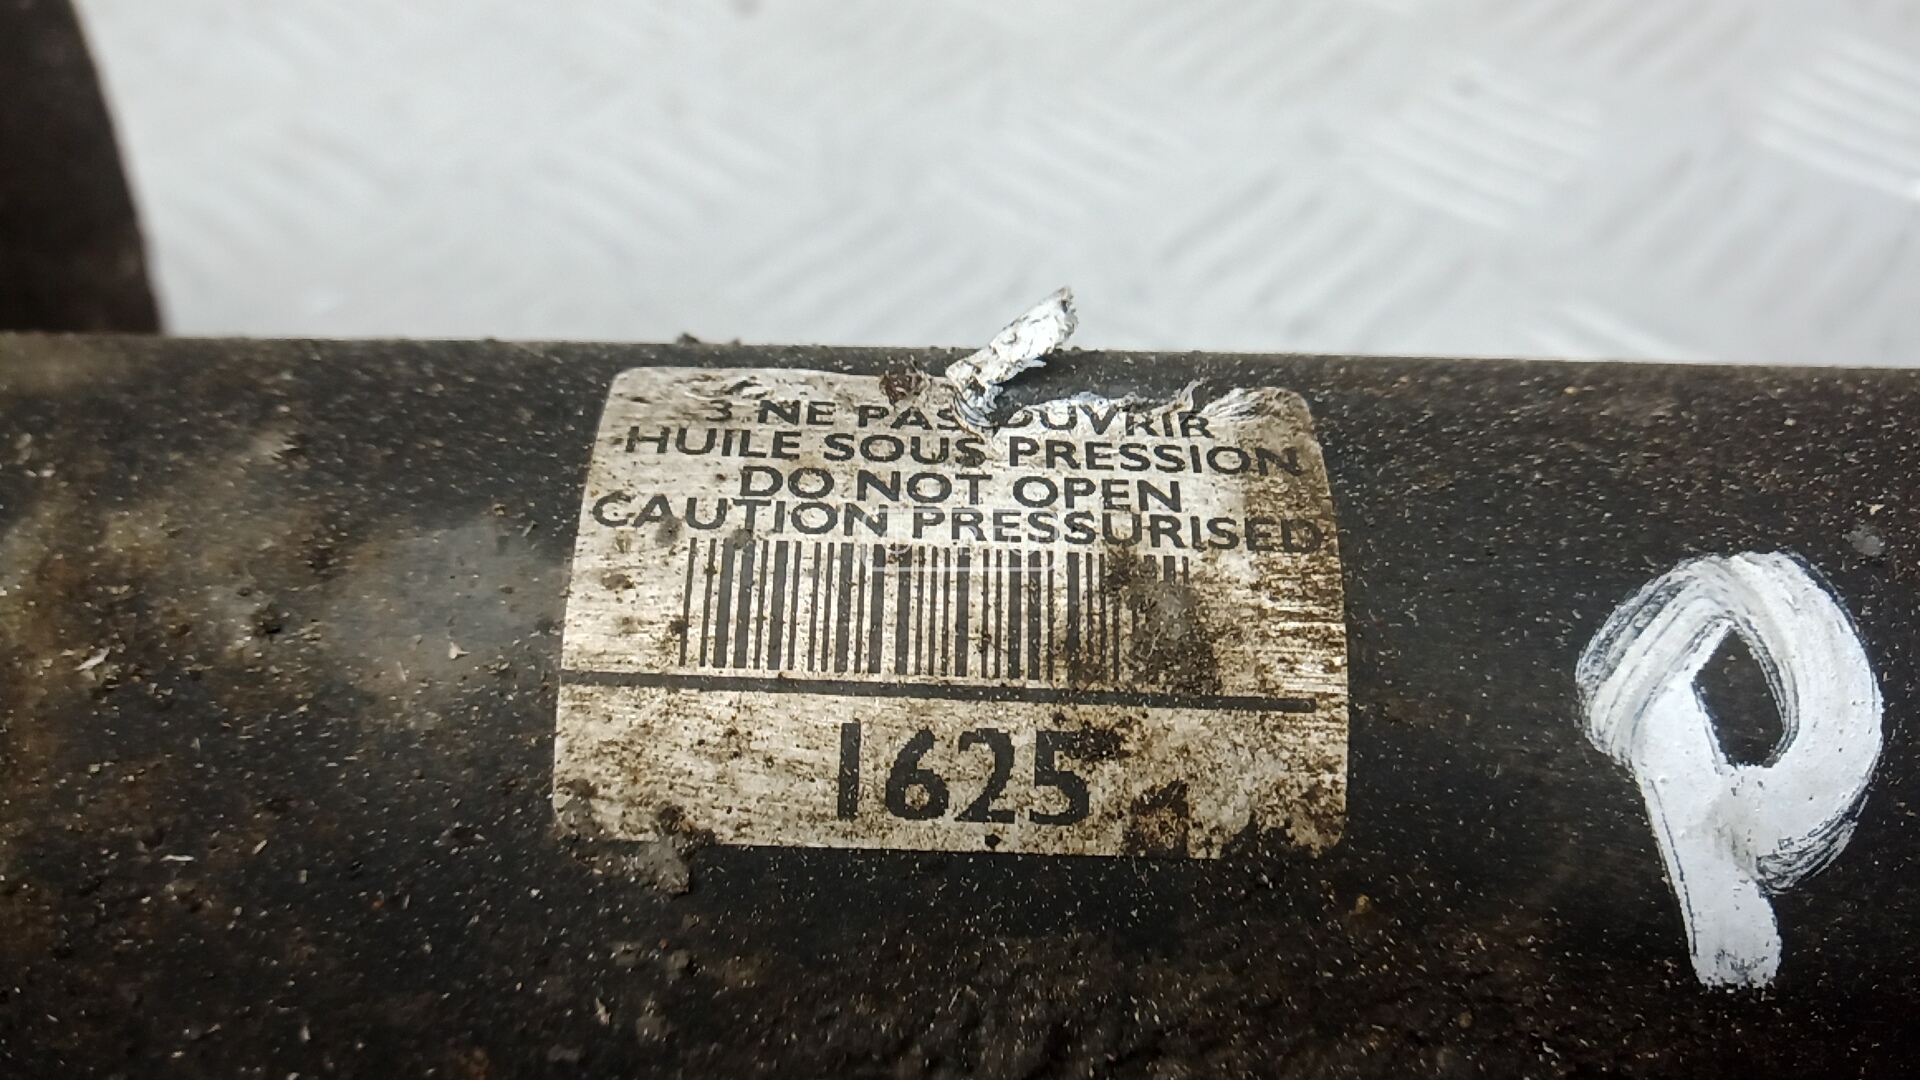 3 NE PAS OUVRIR
HUILE SOUS PRESSION
DO NOT OPEN
CAUTION PRESSURISED
1625
P